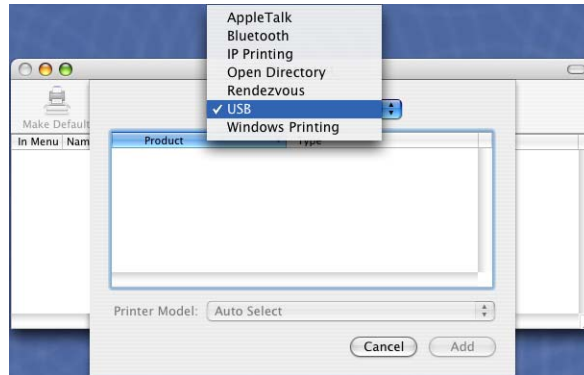 AppleTalk
Bluetooth
IP Printing
Open Directory
Rendezvous
✓ USB
Windows Printing
Make Default
In Menu
Product
Type
Printer Model: Auto Select
Cancel
Add